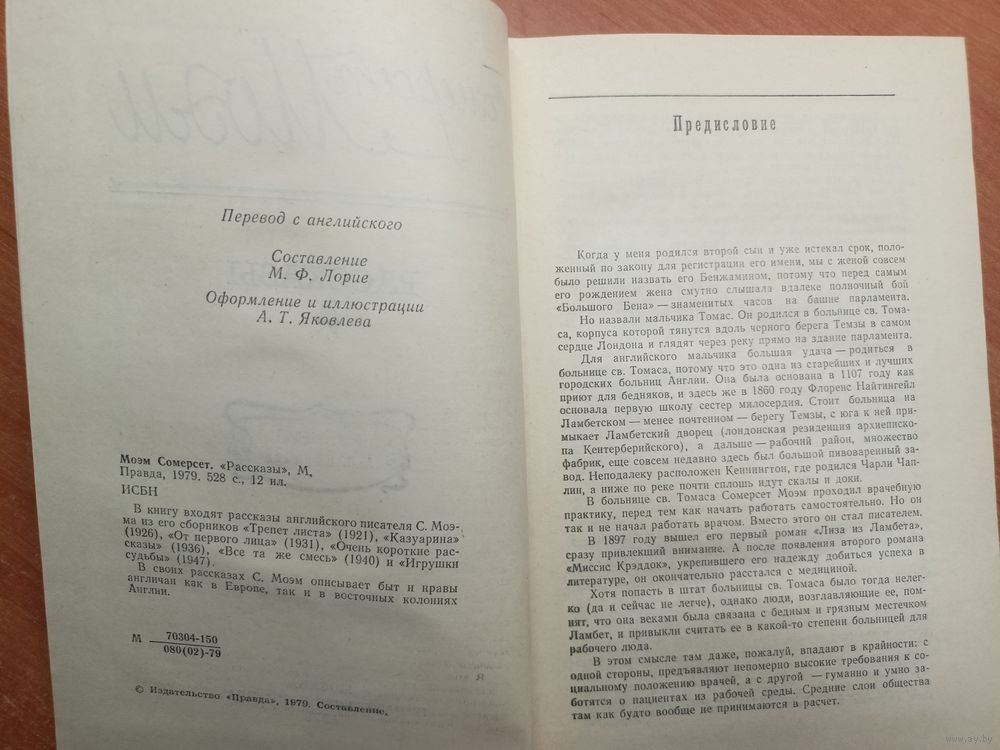 Перевод с английского
Составление
М. Ф. Лорие
Оформление и иллюстрации
А. Т. Яковлева
Моэм Сомерсет. «Рассказы», М.
Правда, 1979. 528 с., 12 ил.
ИСБН
В книгу входят рассказы английского писателя С. Моэ-
ма из его сборников «Трепет листа» (1921), «Казуарина»
(1926), «От первого лица» (1931), «Очень короткие рас-
сказы» (1936), «Все та же смесь» (1940) и «Игрушки
судьбы» (1947).
В своих рассказах С. Моэм описывает быт и нравы
англичан как в Европе, так и в восточных колониях
Англии.
М 70304-150
080(02)-79
© Издательство «Правда», 1979. Составление.
Предисловие
Когда у меня родился второй сын и уже истекал срок, поло-
женный по закону для регистрации его имени, мы с женой совсем
было решили назвать его Бенжамином, потому что перед самым
его рождением жена смутно слышала вдалеке полночный бой
«Большого Бена» — знаменитых часов на башне парламента.
Но назвали мальчика Томас. Он родился в больнице св. Тома-
са, корпуса которой тянутся вдоль черного берега Темзы в самом
сердце Лондона и глядят через реку прямо на здание парламента.
Для английского мальчика большая удача — родиться в
больнице св. Томаса, потому что это одна из старейших и лучших
городских больниц Англии. Она была основана в 1107 году как
приют для бедняков, и здесь же в 1860 году Флоренс Найтингейл
основала первую школу сестер милосердия. Стоит больница на
Ламбетском — менее почтенном — берегу Темзы, с юга к ней при-
мыкает Ламбетский дворец (лондонская резиденция архиеписко-
па Кентерберийского), а дальше — рабочий район, множество
фабрик, еще совсем недавно здесь был большой пивоваренный за-
вод. Неподалеку расположен Кеннингтон, где родился Чарли Чап-
лин, а ниже по реке почти сплошь идут скалы и доки.
В больнице св. Томаса Сомерсет Моэм проходил врачебную
практику, перед тем как начать работать самостоятельно. Но он
так и не начал работать врачом. Вместо этого он стал писателем.
В 1897 году вышел его первый роман «Лиза из Ламбета»,
сразу привлекший внимание. А после появления второго романа
«Миссис Крэддок», укрепившего его надежду добиться успеха в
литературе, он окончательно расстался с медициной.
Хотя попасть в штат больницы св. Томаса было тогда нелег-
ко (да и сейчас не легче), однако люди, возглавляющие ее, пом-
нят, что она веками была связана с бедным и грязным местечком
Ламбет, и привыкли считать ее в какой-то степени больницей для
рабочего люда.
В этом смысле там даже, пожалуй, впадают в крайности: с
одной стороны, предъявляют непомерно высокие требования к со-
циальному положению врачей, а с другой — гуманно и умно за-
ботятся о пациентах из рабочей среды. Средние слои общества
там как будто вообще не принимаются в расчет.
www.ay.by